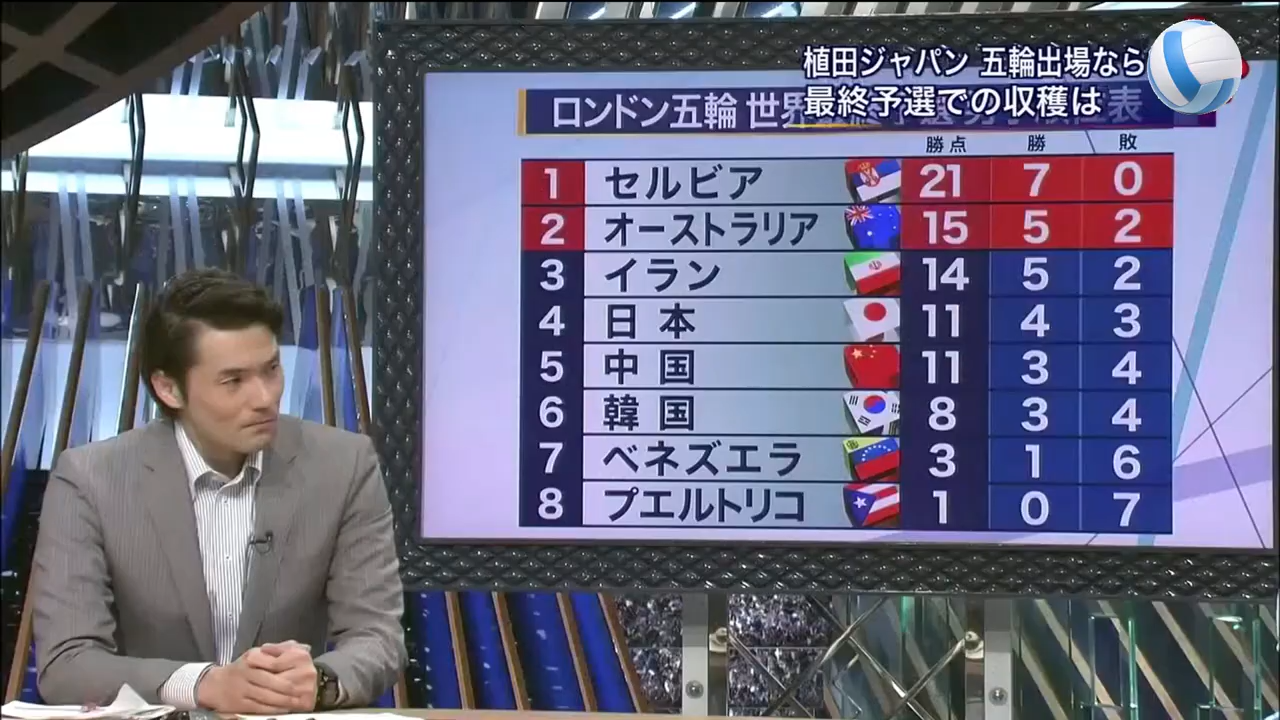 植田ジャパン 五輪出場なら
最終予選での収穫は
ロンドン五輪 世界
表
勝点 勝 敗
1 セルビア 21 7 0
2 オーストラリア 15 5 2
3 イラン 14 5 2
4 日本 11 4 3
5 中国 11 3 4
6 韓国 8 3 4
7 ベネズエラ 3 1 6
8 プエルトリコ 1 0 7